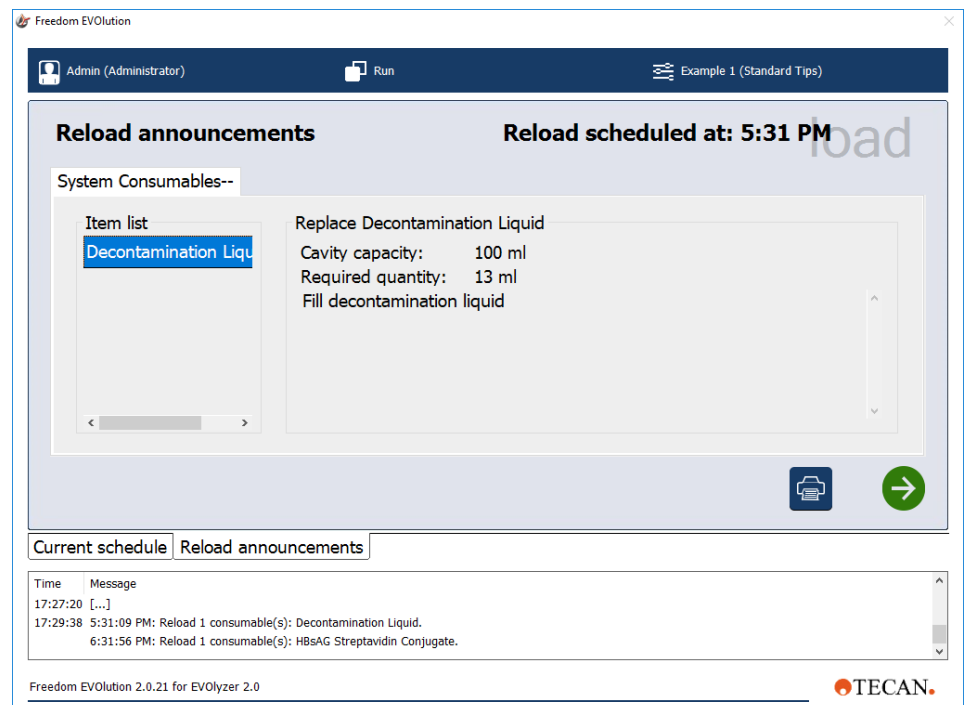 Freedom EVOlution
Admin (Administrator)
Run
Example 1 (Standard Tips)
load
Reload announcements
Reload scheduled at: 5:31 PM
System Consumables--
Item list
Decontamination Liqu
Replace Decontamination Liquid
Cavity capacity: 100 ml
Required quantity: 13 ml
Fill decontamination liquid
Current schedule
Reload announcements
Time Message
17:27:20 [...]
17:29:38 5:31:09 PM: Reload 1 consumable(s): Decontamination Liquid.
6:31:56 PM: Reload 1 consumable(s): HBsAG Streptavidin Conjugate.
Freedom EVOlution 2.0.21 for EVOlyzer 2.0
TECAN.